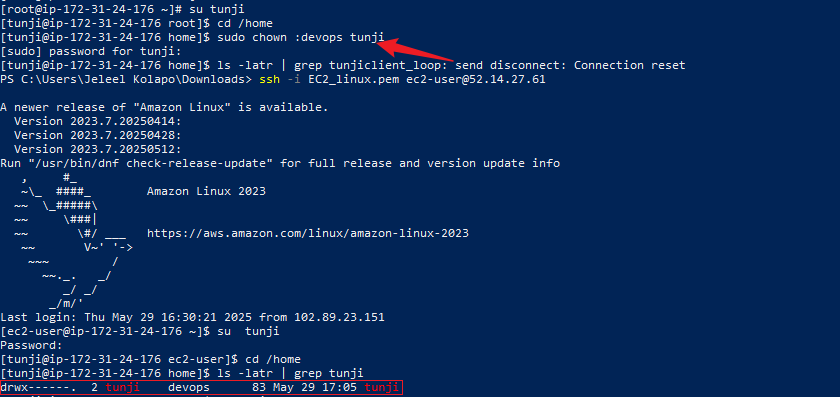 [root@ip-172-31-24-176 ~]# su tunji
[tunji@ip-172-31-24-176 root]$ cd /home
[tunji@ip-172-31-24-176 home]$ sudo chown :devops tunji
[sudo] password for tunji:
[tunji@ip-172-31-24-176 home]$ ls -latr | grep tunjiclient_loop: send disconnect: Connection reset
PS C:\Users\Jeleel Kolapo\Downloads> ssh -i EC2_linux.pem ec2-user@52.14.27.61
A newer release of "Amazon Linux" is available.
  Version 2023.7.20250414:
  Version 2023.7.20250428:
  Version 2023.7.20250512:
Run "/usr/bin/dnf check-release-update" for full release and version update info
   ,     #_
   ~\_  ####_        Amazon Linux 2023
  ~~  \_#####\
  ~~     \###|
  ~~       \#/ ___   https://aws.amazon.com/linux/amazon-linux-2023
   ~~       V~' '->
    ~~~         /
      ~~._.   _/
         _/ _/
       _/m/'
Last login: Thu May 29 16:30:21 2025 from 102.89.23.151
[ec2-user@ip-172-31-24-176 ~]$ su  tunji
Password:
[tunji@ip-172-31-24-176 ec2-user]$ cd /home
[tunji@ip-172-31-24-176 home]$ ls -latr | grep tunji
drwx------.  2 tunji    devops      83 May 29 17:05 tunji